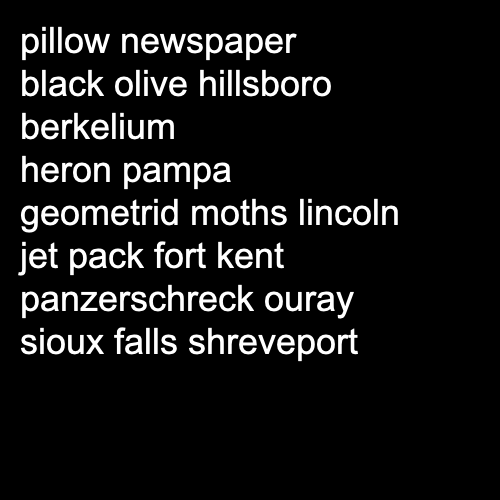 pillow newspaper
black olive hillsboro
berkelium
heron pampa
geometrid moths lincoln
jet pack fort kent
panzerschreck ouray
sioux falls shreveport